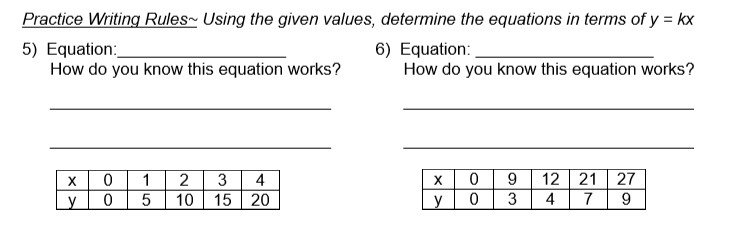 Practice Writing Rules~ Using the given values, determine the equations in terms of y = kx
5) Equation:
How do you know this equation works?
x 0 1 2 3 4
y 0 5 10 15 20
6) Equation:
How do you know this equation works?
x 0 9 12 21 27
y 0 3 4 7 9